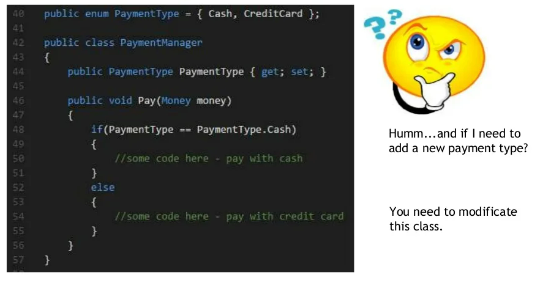 40 public enum PaymentType = { Cash, CreditCard };
41
42 public class PaymentManager
43 {
44 public PaymentType PaymentType { get; set; }
45
46 public void Pay(Money money)
47 {
48 if(PaymentType == PaymentType.Cash)
49 {
50 //some code here - pay with cash
51 }
52 else
53 {
54 //some code here - pay with credit card
55 }
56 }
57 }
??
Humm...and if I need to
add a new payment type?
You need to modificate
this class.